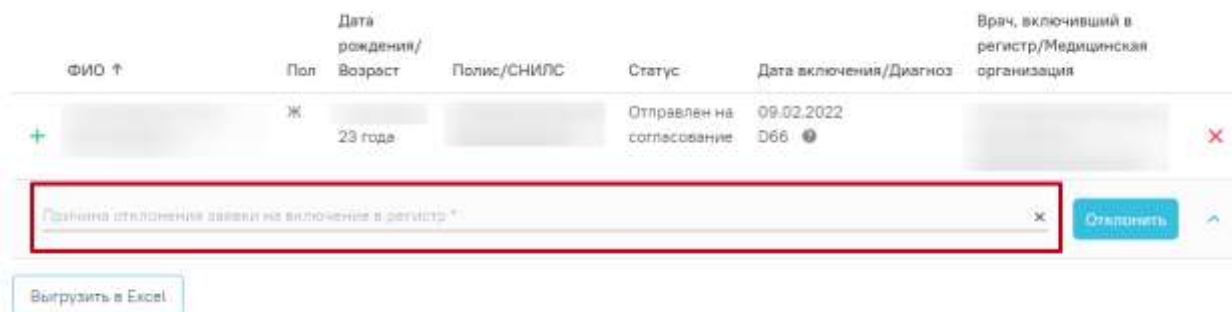 ФИО ↑
Пол
Дата
рождения/
Возраст
Полис/СНИЛС
Статус
Дата включения/Диагноз
Врач, включивший в
регистр/Медицинская
организация
Ж
23 года
Отправлен на
согласование
09.02.2022
D66
Причина отклонения заявки на включение в регистр *
Отклонить
Выгрузить в Excel